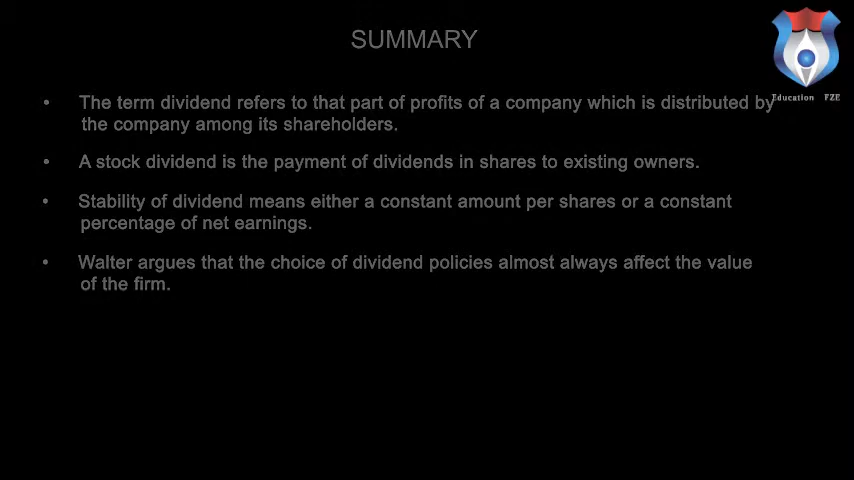 SUMMARY
Education FZE
• The term dividend refers to that part of profits of a company which is distributed by
the company among its shareholders.
• A stock dividend is the payment of dividends in shares to existing owners.
• Stability of dividend means either a constant amount per shares or a constant
percentage of net earnings.
• Walter argues that the choice of dividend policies almost always affect the value
of the firm.